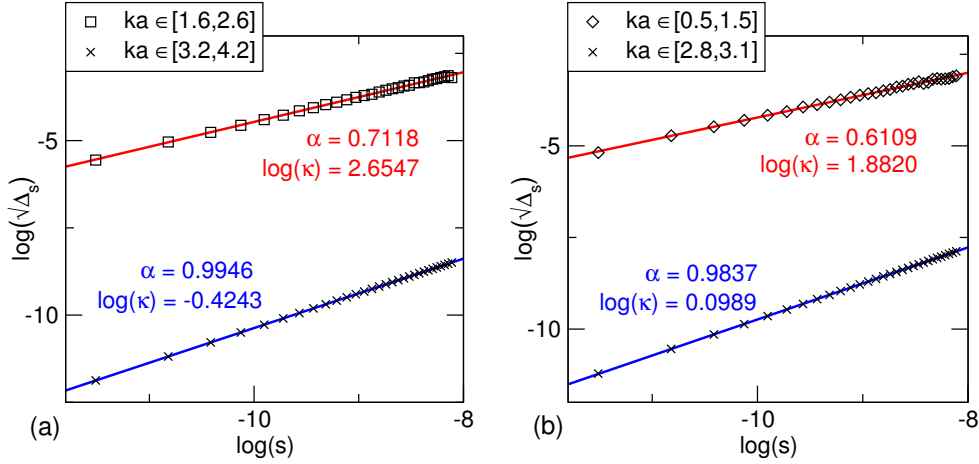 ka ∈[1.6,2.6]
ka ∈[3.2,4.2]
-5
-10
log(√Δs)
α = 0.7118
log(κ) = 2.6547
α = 0.9946
log(κ) = -0.4243
-10
-8
log(s)
(a)
ka ∈[0.5,1.5]
ka ∈[2.8,3.1]
-5
-10
log(√Δs)
α = 0.6109
log(κ) = 1.8820
α = 0.9837
log(κ) = 0.0989
-10
-8
log(s)
(b)